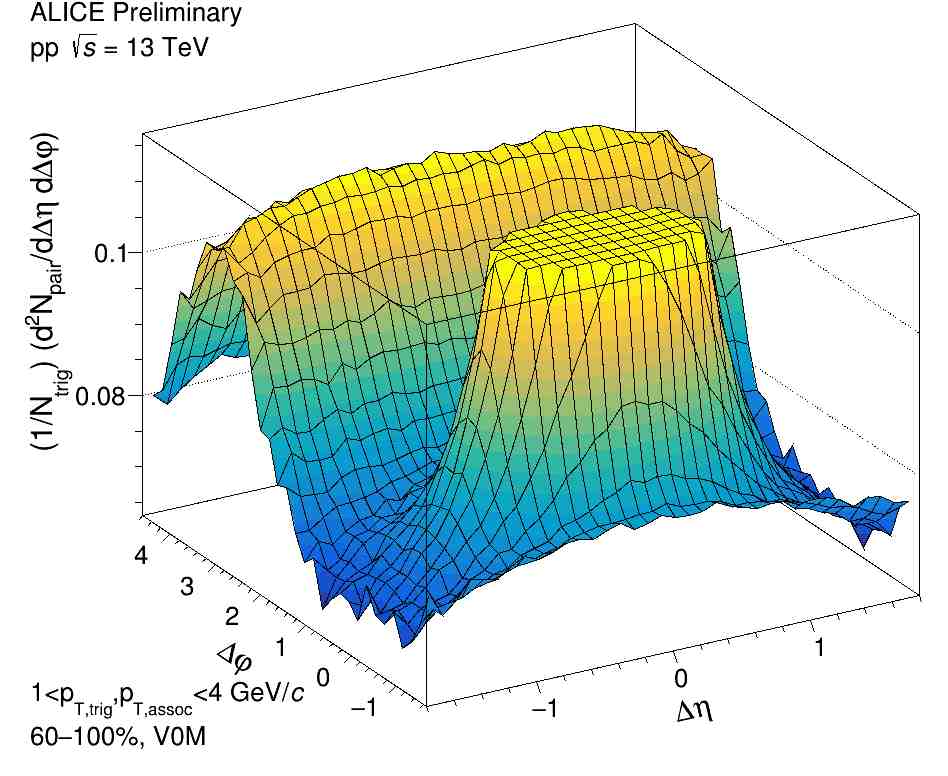 ALICE Preliminary
pp √s = 13 TeV
(1/N_trig) (d²N_pair/dΔη dΔφ)
0.1
0.08
4
3
2
1
0
−1
Δφ
−1
0
1
Δη
1<p_T,trig,p_T,assoc<4 GeV/c
60–100%, V0M